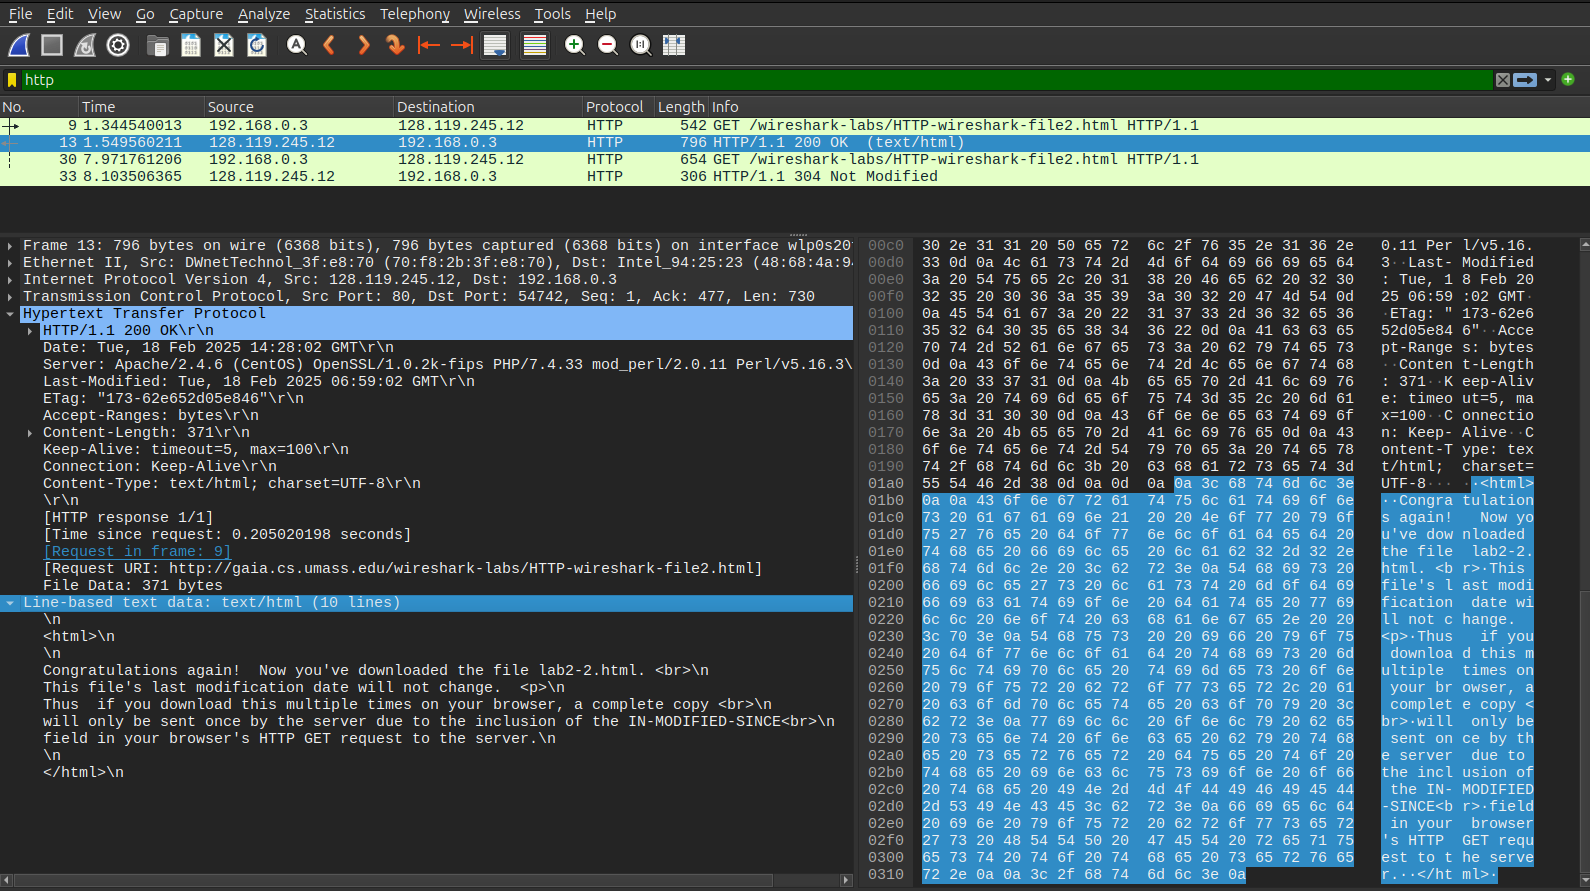 File Edit View Go Capture Analyze Statistics Telephony Wireless Tools Help
http
No. Time Source Destination Protocol Length Info
9 1.344540013 192.168.0.3 128.119.245.12 HTTP 542 GET /wireshark-labs/HTTP-wireshark-file2.html HTTP/1.1
13 1.549560211 128.119.245.12 192.168.0.3 HTTP 796 HTTP/1.1 200 OK  (text/html)
30 7.971761206 192.168.0.3 128.119.245.12 HTTP 654 GET /wireshark-labs/HTTP-wireshark-file2.html HTTP/1.1
33 8.103506365 128.119.245.12 192.168.0.3 HTTP 306 HTTP/1.1 304 Not Modified
Frame 13: 796 bytes on wire (6368 bits), 796 bytes captured (6368 bits) on interface wlp0s20
Ethernet II, Src: DWnetTechnol_3f:e8:70 (70:f8:2b:3f:e8:70), Dst: Intel_94:25:23 (48:68:4a:94
Internet Protocol Version 4, Src: 128.119.245.12, Dst: 192.168.0.3
Transmission Control Protocol, Src Port: 80, Dst Port: 54742, Seq: 1, Ack: 477, Len: 730
Hypertext Transfer Protocol
HTTP/1.1 200 OK\r\n
Date: Tue, 18 Feb 2025 14:28:02 GMT\r\n
Server: Apache/2.4.6 (CentOS) OpenSSL/1.0.2k-fips PHP/7.4.33 mod_perl/2.0.11 Perl/v5.16.3\
Last-Modified: Tue, 18 Feb 2025 06:59:02 GMT\r\n
ETag: "173-62e652d05e846"\r\n
Accept-Ranges: bytes\r\n
Content-Length: 371\r\n
Keep-Alive: timeout=5, max=100\r\n
Connection: Keep-Alive\r\n
Content-Type: text/html; charset=UTF-8\r\n
\r\n
[HTTP response 1/1]
[Time since request: 0.205020198 seconds]
[Request in frame: 9]
[Request URI: http://gaia.cs.umass.edu/wireshark-labs/HTTP-wireshark-file2.html]
File Data: 371 bytes
Line-based text data: text/html (10 lines)
\n
<html>\n
\n
Congratulations again!  Now you've downloaded the file lab2-2.html. <br>\n
This file's last modification date will not change.  <p>\n
Thus  if you download this multiple times on your browser, a complete copy <br>\n
will only be sent once by the server due to the inclusion of the IN-MODIFIED-SINCE<br>\n
field in your browser's HTTP GET request to the server.\n
\n
</html>\n
00c0 30 2e 31 31 20 50 65 72 6c 2f 76 35 2e 31 36 2e 0.11 Per l/v5.16.
00d0 33 0d 0a 4c 61 73 74 2d 4d 6f 64 69 66 69 65 64 3··Last- Modified
00e0 3a 20 54 75 65 2c 20 31 38 20 46 65 62 20 32 30 : Tue, 1 8 Feb 20
00f0 32 35 20 30 36 3a 35 39 3a 30 32 20 47 4d 54 0d 25 06:59 :02 GMT·
0100 0a 45 54 61 67 3a 20 22 31 37 33 2d 36 32 65 36 ·ETag: " 173-62e6
0110 35 32 64 30 35 65 38 34 36 22 0d 0a 41 63 63 65 52d05e84 6"··Acce
0120 70 74 2d 52 61 6e 67 65 73 3a 20 62 79 74 65 73 pt-Range s: bytes
0130 0d 0a 43 6f 6e 74 65 6e 74 2d 4c 65 6e 67 74 68 ··Conten t-Length
0140 3a 20 33 37 31 0d 0a 4b 65 65 70 2d 41 6c 69 76 : 371··K eep-Aliv
0150 65 3a 20 74 69 6d 65 6f 75 74 3d 35 2c 20 6d 61 e: timeo ut=5, ma
0160 78 3d 31 30 30 0d 0a 43 6f 6e 6e 65 63 74 69 6f x=100··C onnectio
0170 6e 3a 20 4b 65 65 70 2d 41 6c 69 76 65 0d 0a 43 n: Keep- Alive··C
0180 6f 6e 74 65 6e 74 2d 54 79 70 65 3a 20 74 65 78 ontent-T ype: tex
0190 74 2f 68 74 6d 6c 3b 20 63 68 61 72 73 65 74 3d t/html;  charset=
01a0 55 54 46 2d 38 0d 0a 0d 0a 0a 3c 68 74 6d 6c 3e UTF-8··· ··<html>
01b0 0a 0a 43 6f 6e 67 72 61 74 75 6c 61 74 69 6f 6e ··Congra tulation
01c0 73 20 61 67 61 69 6e 21 20 20 4e 6f 77 20 79 6f s again!   Now yo
01d0 75 27 76 65 20 64 6f 77 6e 6c 6f 61 64 65 64 20 u've dow nloaded
01e0 74 68 65 20 66 69 6c 65 20 6c 61 62 32 2d 32 2e the file  lab2-2.
01f0 68 74 6d 6c 2e 20 3c 62 72 3e 0a 54 68 69 73 20 html. <b r>·This
0200 66 69 6c 65 27 73 20 6c 61 73 74 20 6d 6f 64 69 file's l ast modi
0210 66 69 63 61 74 69 6f 6e 20 64 61 74 65 20 77 69 fication  date wi
0220 6c 6c 20 6e 6f 74 20 63 68 61 6e 67 65 2e 20 20 ll not c hange.
0230 3c 70 3e 0a 54 68 75 73 20 20 69 66 20 79 6f 75 <p>·Thus   if you
0240 20 64 6f 77 6e 6c 6f 61 64 20 74 68 69 73 20 6d  downloa d this m
0250 75 6c 74 69 70 6c 65 20 74 69 6d 65 73 20 6f 6e ultiple  times on
0260 20 79 6f 75 72 20 62 72 6f 77 73 65 72 2c 20 61  your br owser, a
0270 20 63 6f 6d 70 6c 65 74 65 20 63 6f 70 79 20 3c  complet e copy <
0280 62 72 3e 0a 77 69 6c 6c 20 6f 6e 6c 79 20 62 65 br>·will  only be
0290 20 73 65 6e 74 20 6f 6e 63 65 20 62 79 20 74 68  sent on ce by th
02a0 65 20 73 65 72 76 65 72 20 64 75 65 20 74 6f 20 e server  due to
02b0 74 68 65 20 69 6e 63 6c 75 73 69 6f 6e 20 6f 66 the incl usion of
02c0 20 74 68 65 20 49 4e 2d 4d 4f 44 49 46 49 45 44  the IN- MODIFIED
02d0 2d 53 49 4e 43 45 3c 62 72 3e 0a 66 69 65 6c 64 -SINCE<b r>·field
02e0 20 69 6e 20 79 6f 75 72 20 62 72 6f 77 73 65 72  in your  browser
02f0 27 73 20 48 54 54 50 20 47 45 54 20 72 65 71 75 's HTTP  GET requ
0300 65 73 74 20 74 6f 20 74 68 65 20 73 65 72 76 65 est to t he serve
0310 72 2e 0a 0a 3c 2f 68 74 6d 6c 3e 0a r.··</ht ml>·